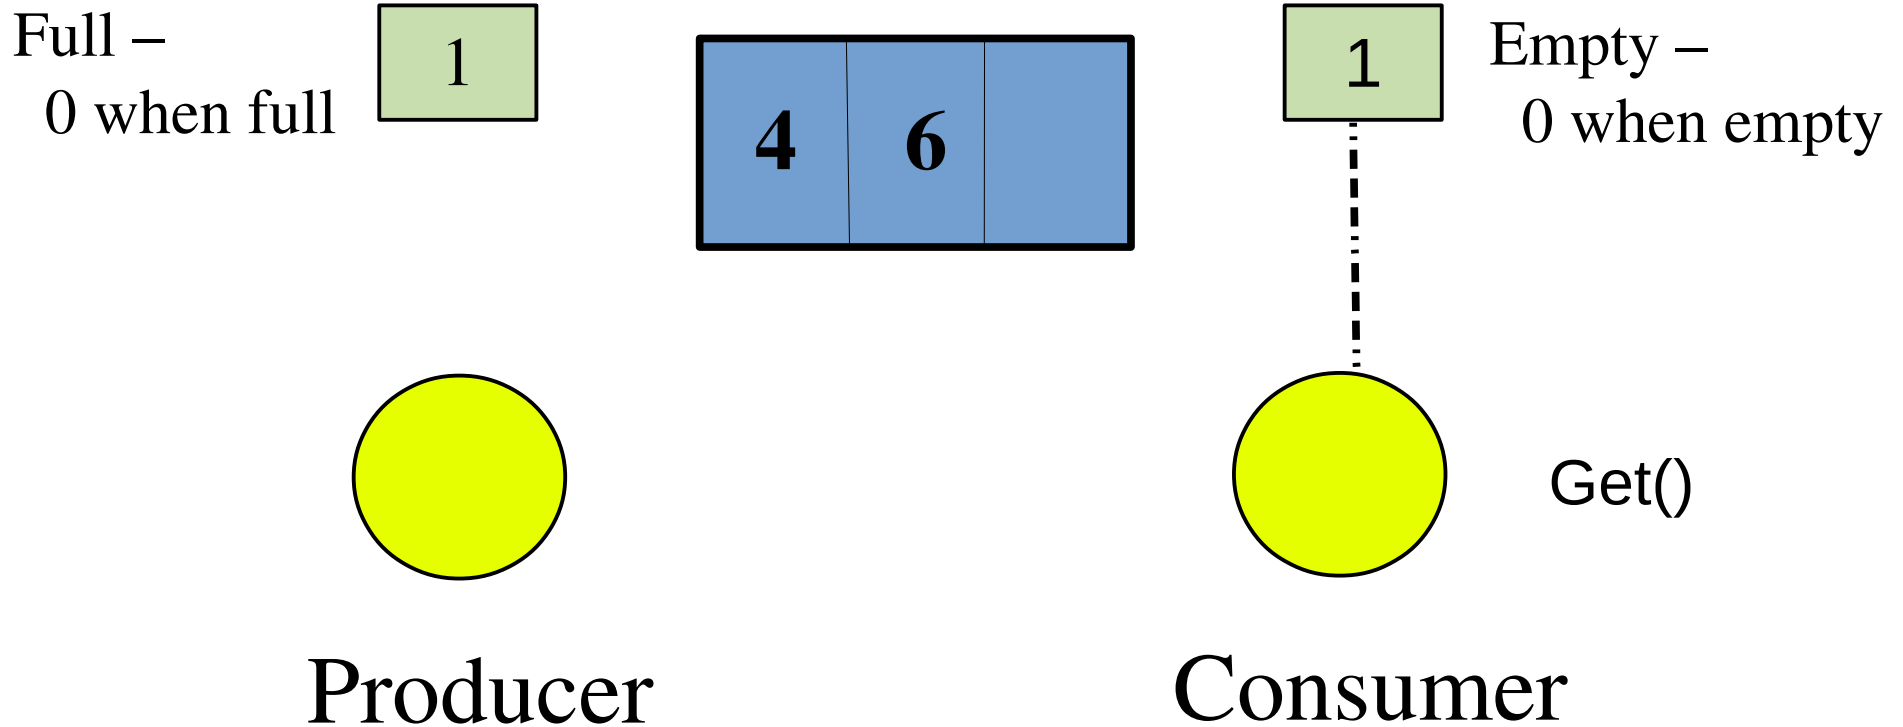 Full –
0 when full
1
4 6
1
Empty –
0 when empty
Get()
Producer
Consumer